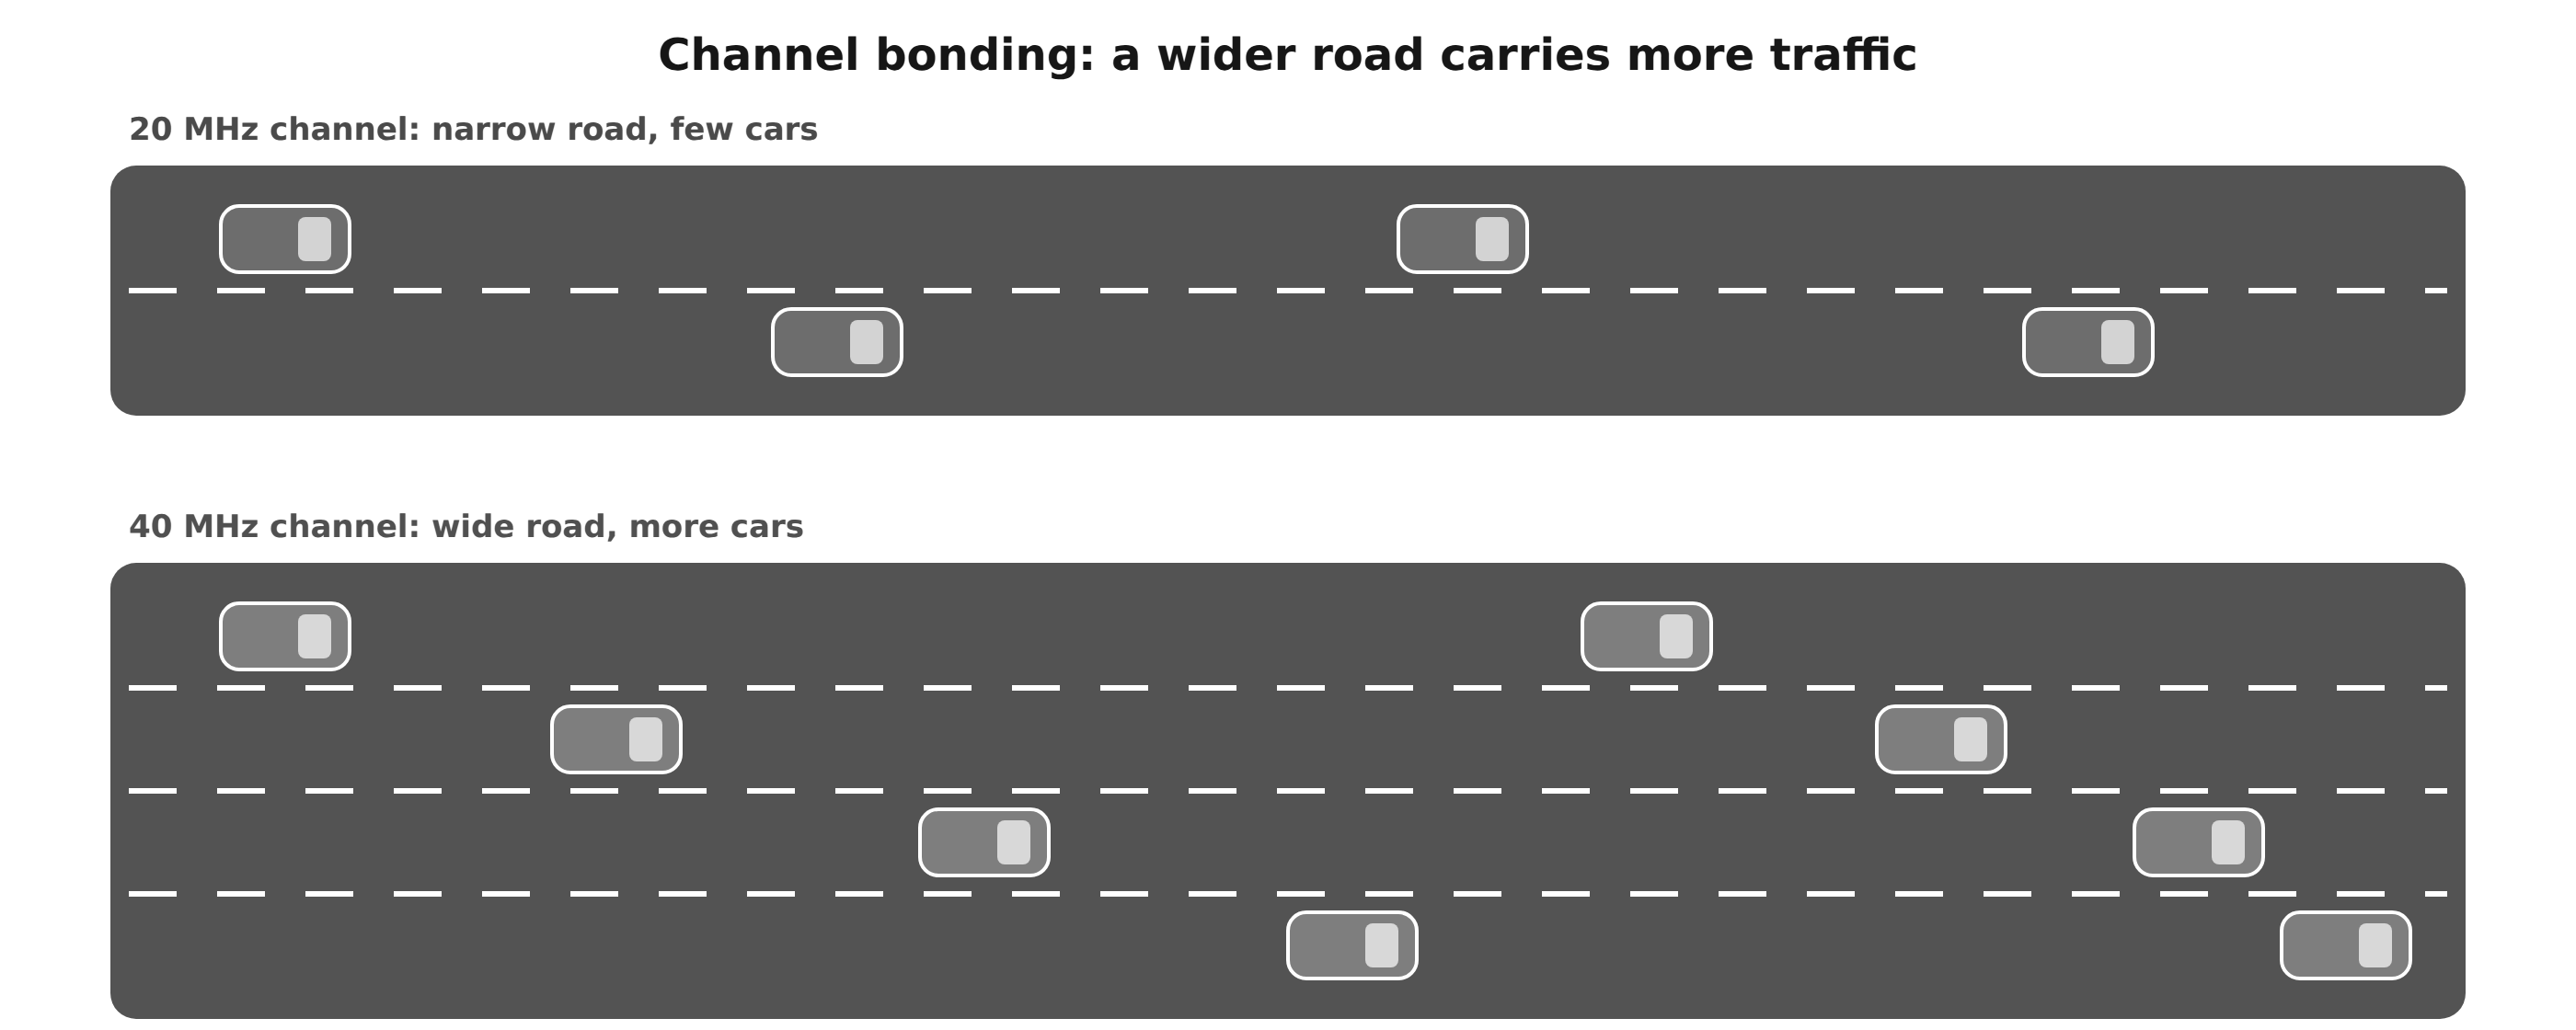 Channel bonding: a wider road carries more traffic
20 MHz channel: narrow road, few cars
40 MHz channel: wide road, more cars